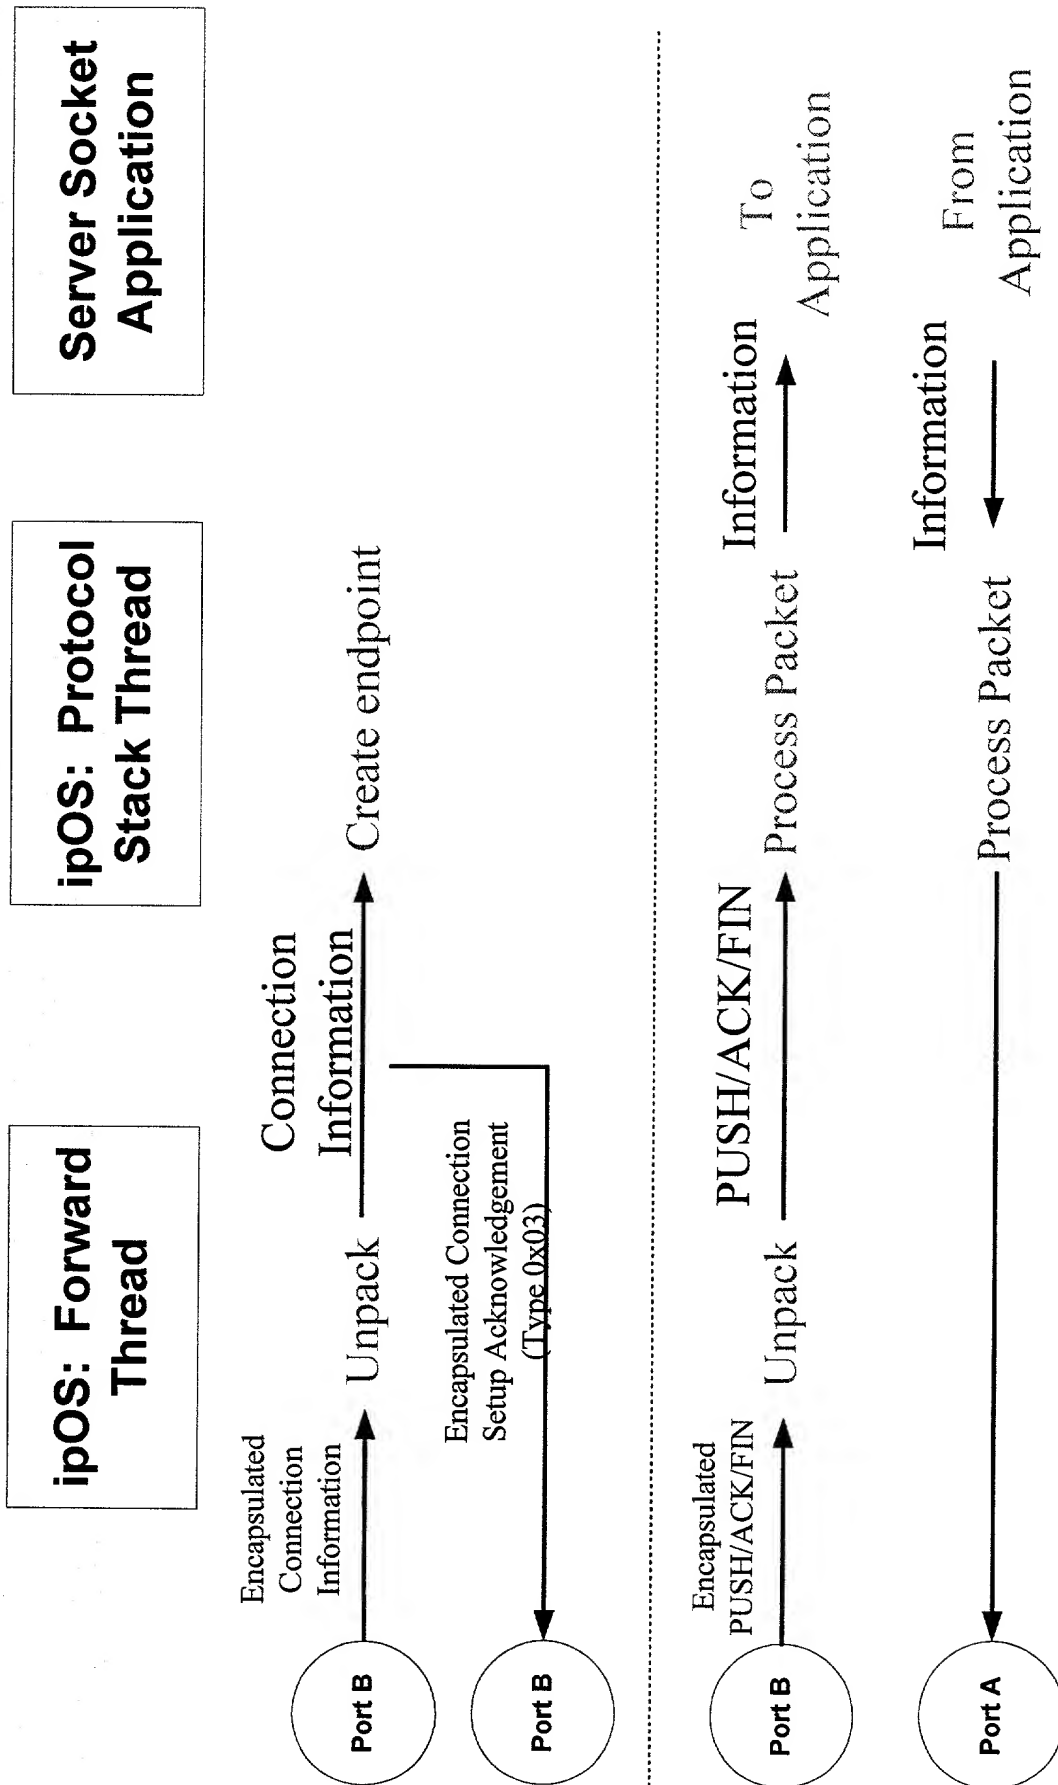 ipOS: Forward
Thread
ipOS: Protocol
Stack Thread
Server Socket
Application
Port B
Encapsulated
Connection
Information
Unpack
Connection
Information
Create endpoint
Port B
Encapsulated Connection
Setup Acknowledgement
(Type 0x03)
Port B
Encapsulated
PUSH/ACK/FIN
Unpack
PUSH/ACK/FIN
Process Packet
Information
To
Application
Port A
Process Packet
Information
From
Application